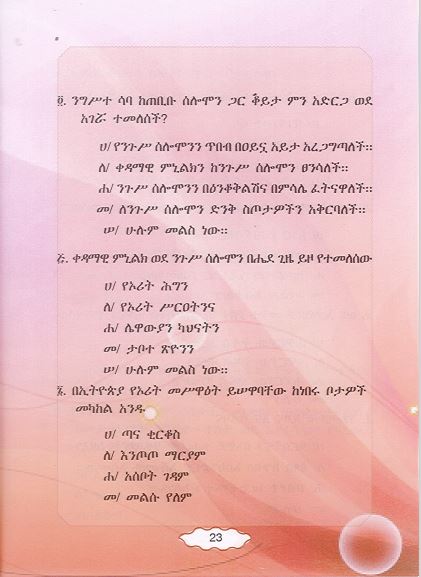 ፬. ንግሥተ ሳባ ከጠቢቡ ሰሎሞን ጋር ቆይታ ምን አድርጋ ወደ
አገሯ ተመለሰች?
ሀ/ የንጉሥ ሰሎሞንን ጥበብ በዐይኗ አይታ አረጋግጣለች።
ለ/ ቀዳማዊ ምኒልክን ከንጉሥ ሰሎሞን ፀንሳለች።
ሐ/ ንጉሥ ሰሎሞንን በዕንቆቅልሽና በምሳሌ ፈትናዋለች።
መ/ ለንጉሥ ሰሎሞን ድንቅ ስጦታዎችን አቅርባለች።
ሠ/ ሁሉም መልስ ነው።
፭. ቀዳማዊ ምኒልክ ወደ ንጉሥ ሰሎሞን በሔደ ጊዜ ይዞ የተመለሰው
ሀ/ የኦሪት ሕግን
ለ/ የኦሪት ሥርዐትንና
ሐ/ ሌዋውያን ካህናትን
መ/ ታቦተ ጽዮንን
ሠ/ ሁሉም መልስ ነው።
፮. በኢትዮጵያ የኦሪት መሥዋዕት ይሠዋባቸው ከነበሩ ቦታዎች
መካከል አንዱ
ሀ/ ጣና ቂርቆስ
ለ/ እንጦጦ ማርያም
ሐ/ አሰቦት ገዳም
መ/ መልሱ የለም
23